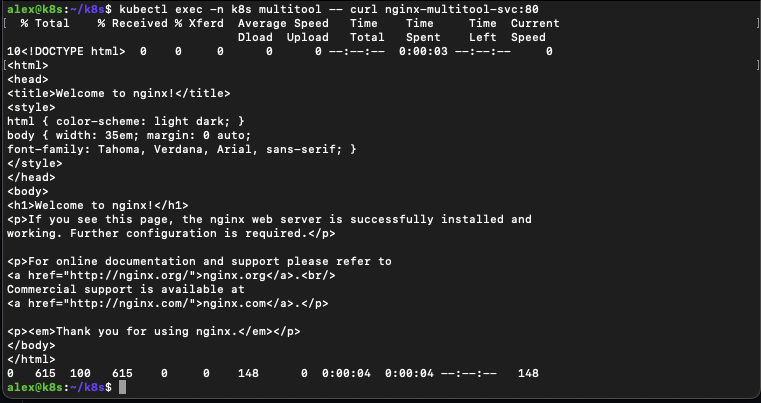 alex@k8s:~/k8s$ kubectl exec -n k8s multitool -- curl nginx-multitool-svc:80
[  % Total    % Received % Xferd  Average Speed   Time    Time     Time  Current ]
                                 Dload  Upload   Total   Spent    Left  Speed
10<!DOCTYPE html>  0    0     0      0      0 --:--:--  0:00:03 --:--:--     0
[<html> ]
<head>
<title>Welcome to nginx!</title>
<style>
html { color-scheme: light dark; }
body { width: 35em; margin: 0 auto;
font-family: Tahoma, Verdana, Arial, sans-serif; }
</style>
</head>
<body>
<h1>Welcome to nginx!</h1>
<p>If you see this page, the nginx web server is successfully installed and
working. Further configuration is required.</p>

<p>For online documentation and support please refer to
<a href="http://nginx.org/">nginx.org</a>.<br/>
Commercial support is available at
<a href="http://nginx.com/">nginx.com</a>.</p>

<p><em>Thank you for using nginx.</em></p>
</body>
</html>
0   615  100   615    0     0    148      0  0:00:04  0:00:04 --:--:--   148
alex@k8s:~/k8s$